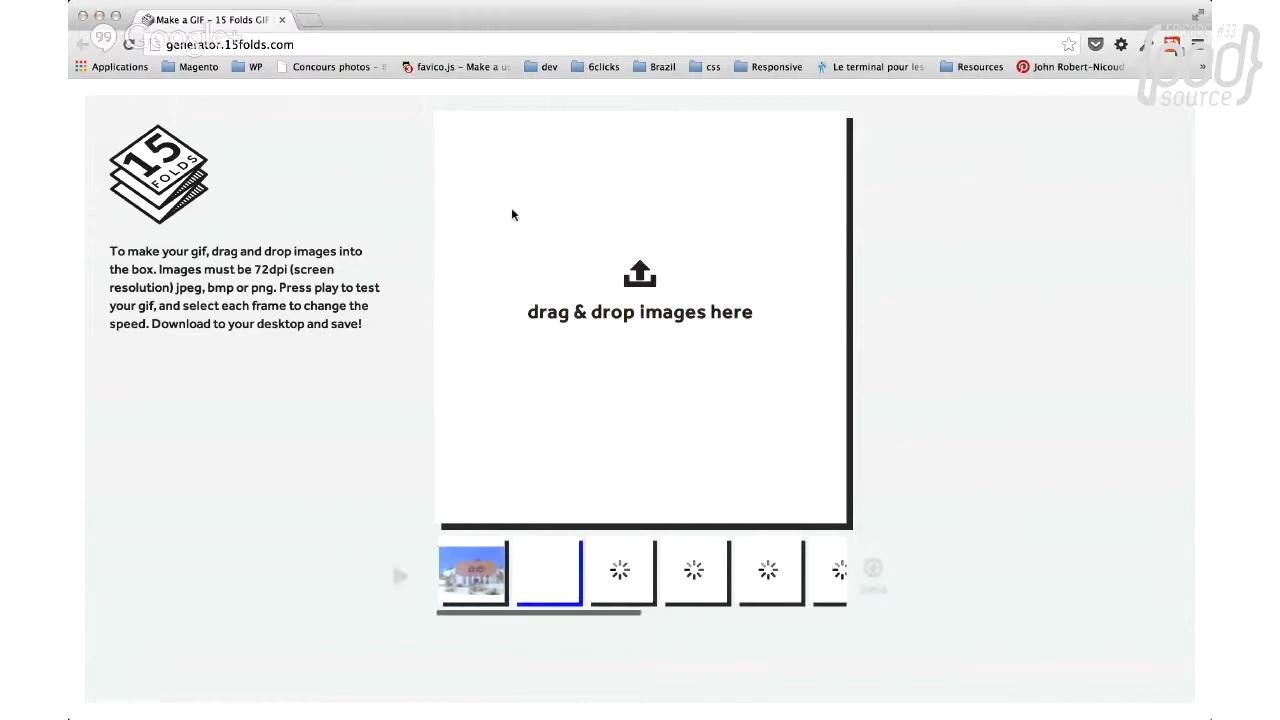 Make a GIF - 15 Folds GIF
Google+
generator.15folds.com
EPISODE #33
{pod
source}
Applications
Magento
WP
Concours photos -
favico.js - Make a
dev
6clicks
Brazil
css
Responsive
Le terminal pour les
Resources
John Robert-Nicoud
»
15
FOLDS
To make your gif, drag and drop images into
the box. Images must be 72dpi (screen
resolution) jpeg, bmp or png. Press play to test
your gif, and select each frame to change the
speed. Download to your desktop and save!
drag & drop images here